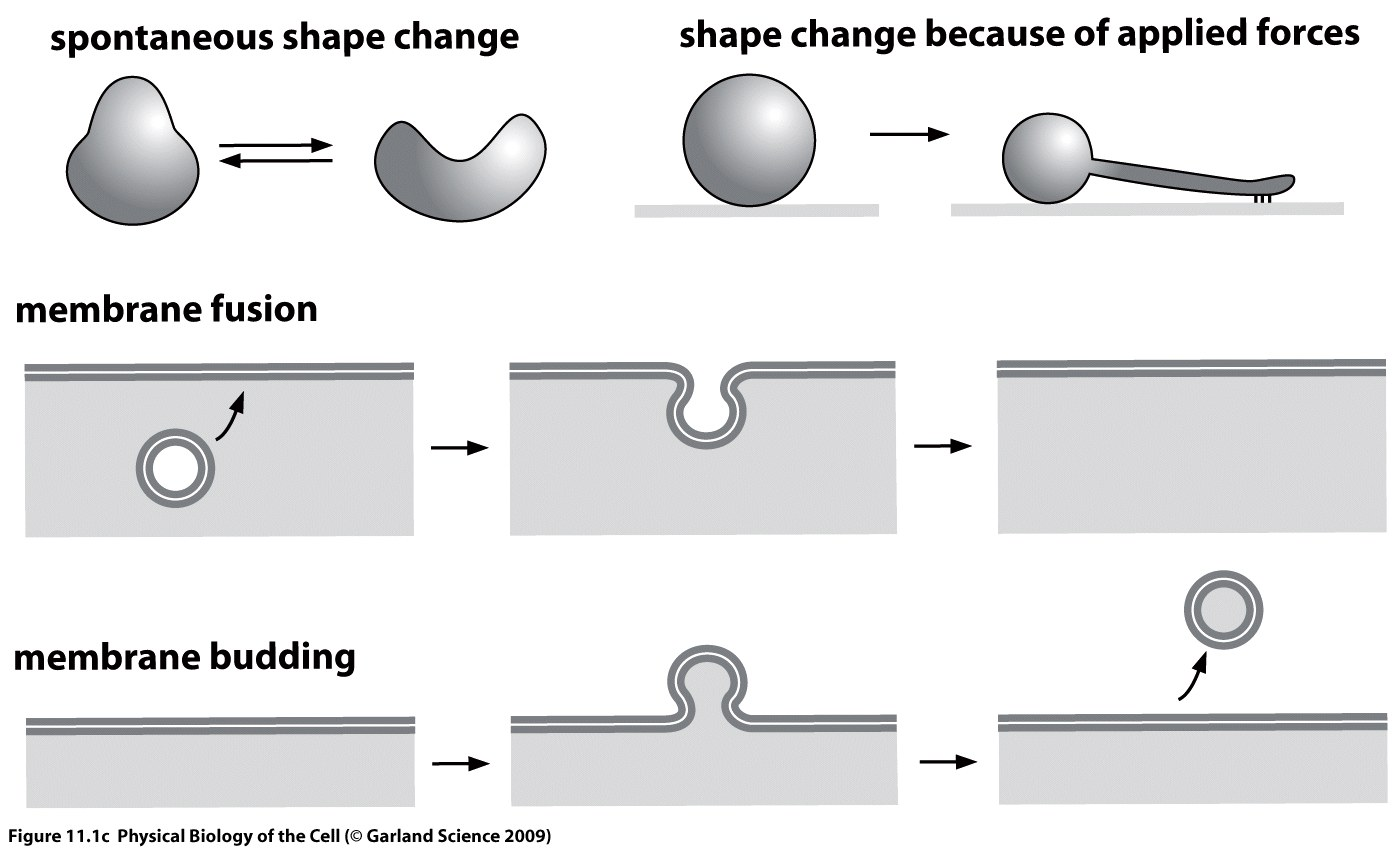 spontaneous shape change
shape change because of applied forces
membrane fusion
membrane budding
Figure 11.1c Physical Biology of the Cell (© Garland Science 2009)